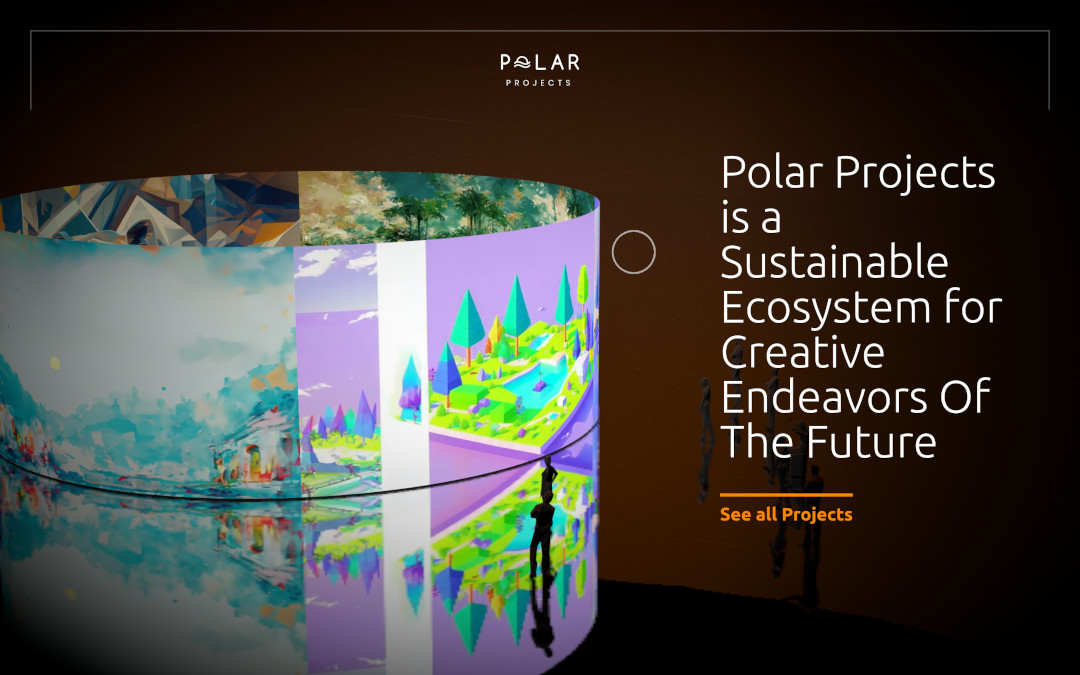 POLAR
PROJECTS
Polar Projects
is a
Sustainable
Ecosystem for
Creative
Endeavors Of
The Future
See all Projects